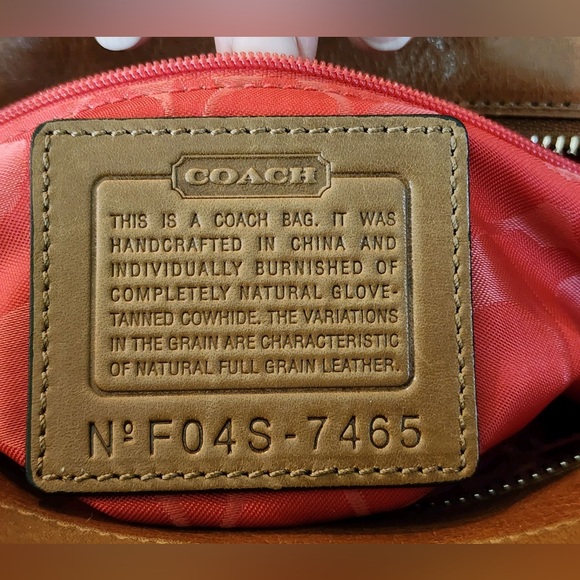 COACH
THIS IS A COACH BAG. IT WAS
HANDCRAFTED IN CHINA AND
INDIVIDUALLY BURNISHED OF
COMPLETELY NATURAL GLOVE-
TANNED COWHIDE. THE VARIATIONS
IN THE GRAIN ARE CHARACTERISTIC
OF NATURAL FULL GRAIN LEATHER.
Nº F04S-7465